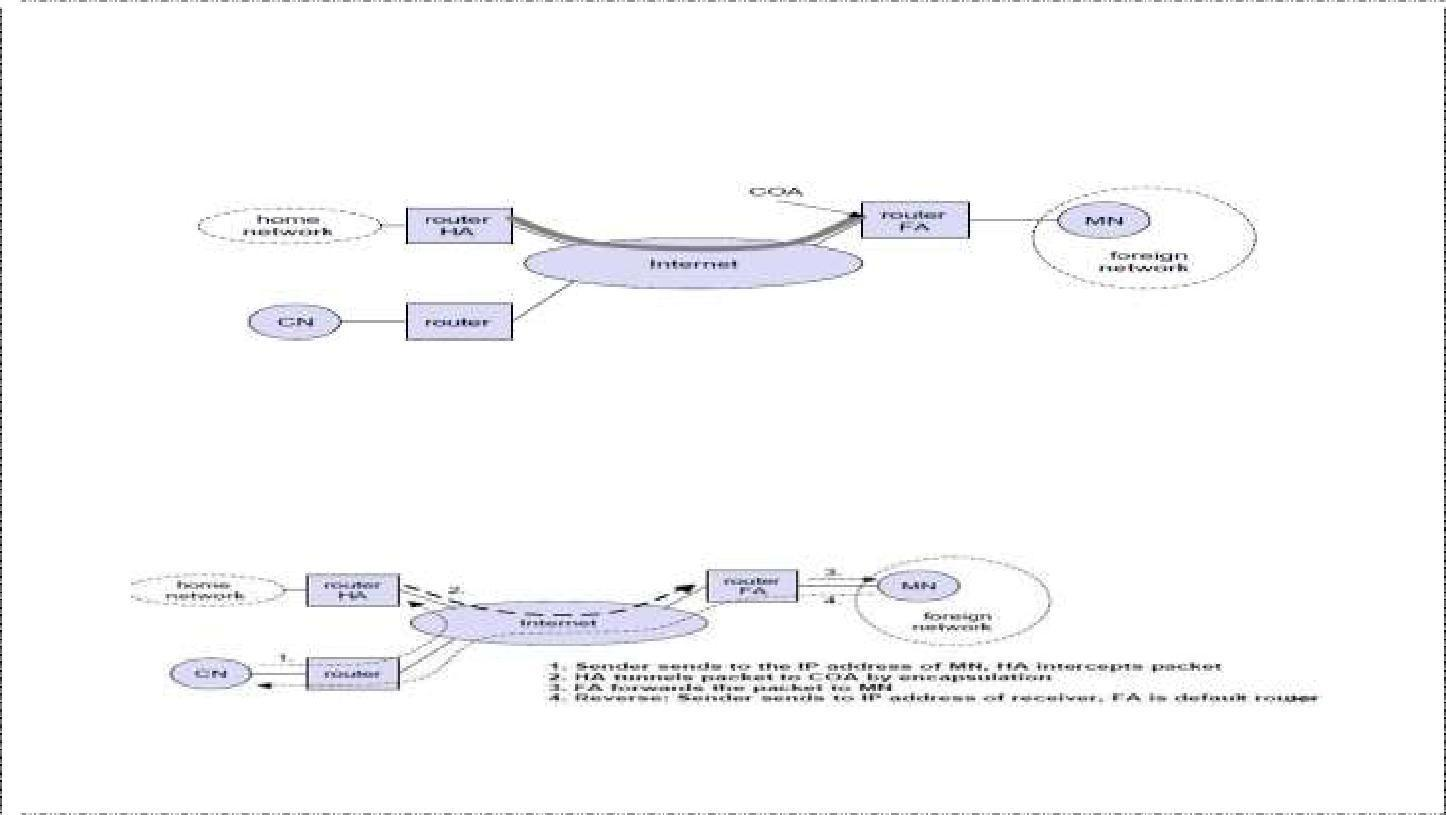 COA
home
network
router
HA
router
FA
MN
foreign
network
Internet
CN
router
home
network
router
HA
2.
router
FA
3.
4.
MN
foreign
network
Internet
CN
1.
router
1. Sender sends to the IP address of MN, HA intercepts packet
2. HA tunnels packet to COA by encapsulation
3. FA forwards the packet to MN
4. Reverse: Sender sends to IP address of receiver, FA is default router